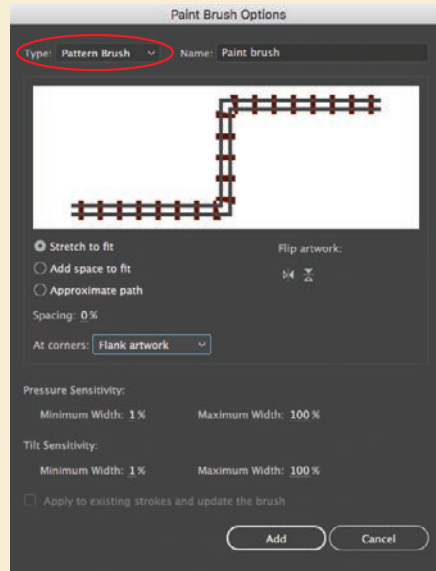 Paint Brush Options
Type: Pattern Brush Name: Paint brush
Stretch to fit Flip artwork:
Add space to fit
Approximate path
Spacing: 0 %
At corners: Flank artwork
Pressure Sensitivity:
Minimum Width: 1 % Maximum Width: 100 %
Tilt Sensitivity:
Minimum Width: 1 % Maximum Width: 100 %
Apply to existing strokes and update the brush
Add Cancel